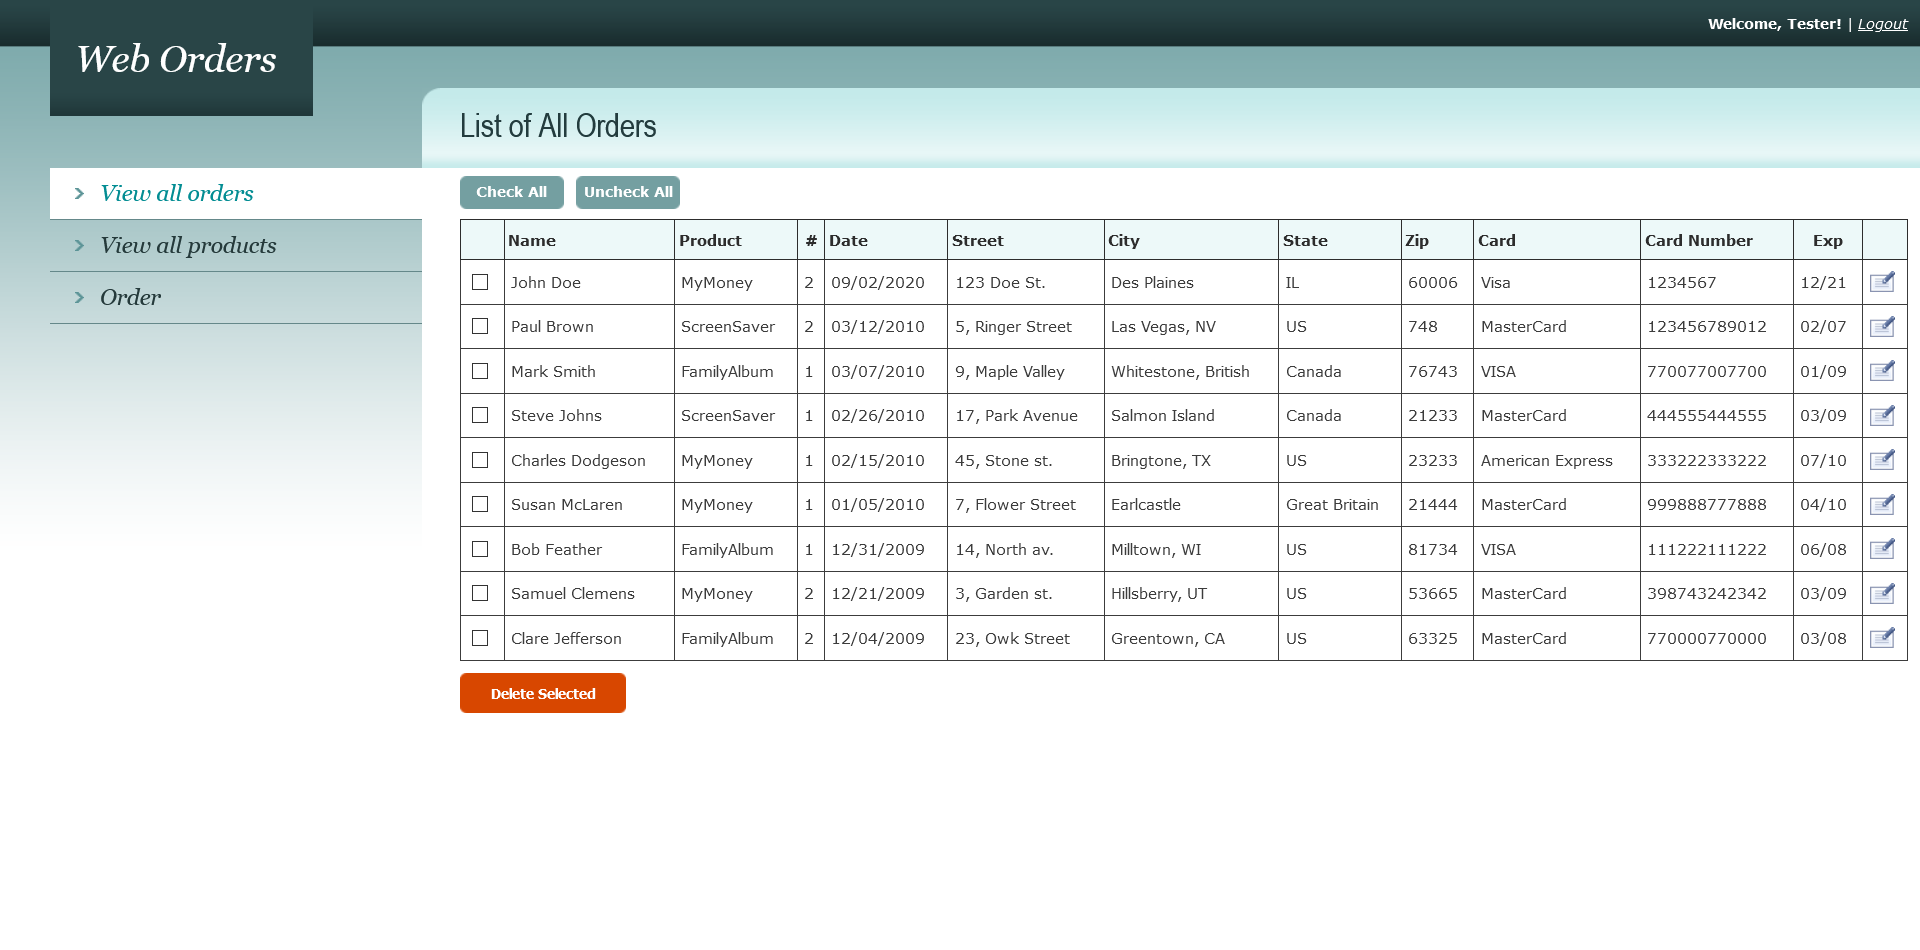 Welcome, Tester! | Logout
Web Orders
List of All Orders
View all orders
View all products
Order
Check All Uncheck All
Name Product # Date Street City State Zip Card Card Number Exp
John Doe MyMoney 2 09/02/2020 123 Doe St. Des Plaines IL 60006 Visa 1234567 12/21
Paul Brown ScreenSaver 2 03/12/2010 5, Ringer Street Las Vegas, NV US 748 MasterCard 123456789012 02/07
Mark Smith FamilyAlbum 1 03/07/2010 9, Maple Valley Whitestone, British Canada 76743 VISA 770077007700 01/09
Steve Johns ScreenSaver 1 02/26/2010 17, Park Avenue Salmon Island Canada 21233 MasterCard 444555444555 03/09
Charles Dodgeson MyMoney 1 02/15/2010 45, Stone st. Bringtone, TX US 23233 American Express 333222333222 07/10
Susan McLaren MyMoney 1 01/05/2010 7, Flower Street Earlcastle Great Britain 21444 MasterCard 999888777888 04/10
Bob Feather FamilyAlbum 1 12/31/2009 14, North av. Milltown, WI US 81734 VISA 111222111222 06/08
Samuel Clemens MyMoney 2 12/21/2009 3, Garden st. Hillsberry, UT US 53665 MasterCard 398743242342 03/09
Clare Jefferson FamilyAlbum 2 12/04/2009 23, Owk Street Greentown, CA US 63325 MasterCard 770000770000 03/08
Delete Selected